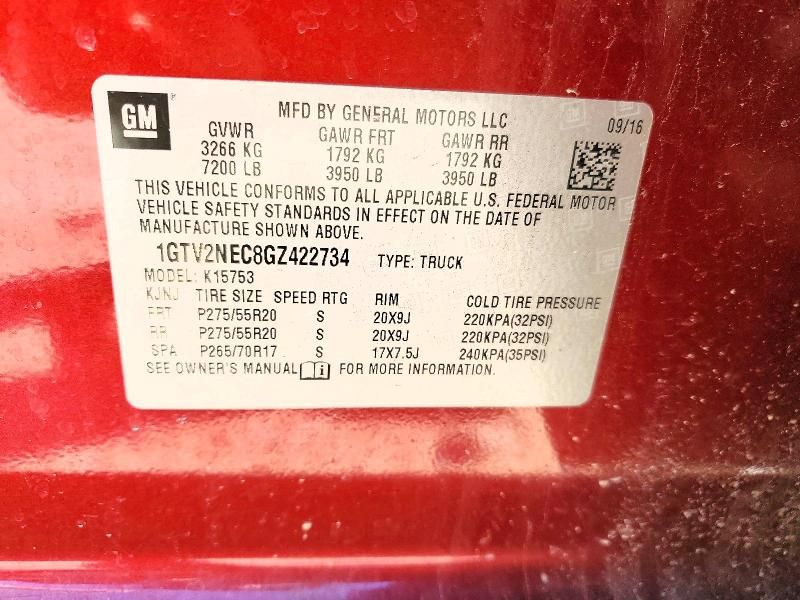 GM
MFD BY GENERAL MOTORS LLC
09/16
GVWR GAWR FRT GAWR RR
3266 KG 1792 KG 1792 KG
7200 LB 3950 LB 3950 LB
THIS VEHICLE CONFORMS TO ALL APPLICABLE U.S. FEDERAL MOTOR
VEHICLE SAFETY STANDARDS IN EFFECT ON THE DATE OF
MANUFACTURE SHOWN ABOVE.
1GTV2NEC8GZ422734 TYPE: TRUCK
MODEL: K15753
KJNJ TIRE SIZE SPEED RTG RIM COLD TIRE PRESSURE
FRT P275/55R20 S 20X9J 220KPA(32PSI)
RR P275/55R20 S 20X9J 220KPA(32PSI)
SPA P265/70R17 S 17X7.5J 240KPA(35PSI)
SEE OWNER'S MANUAL i FOR MORE INFORMATION.